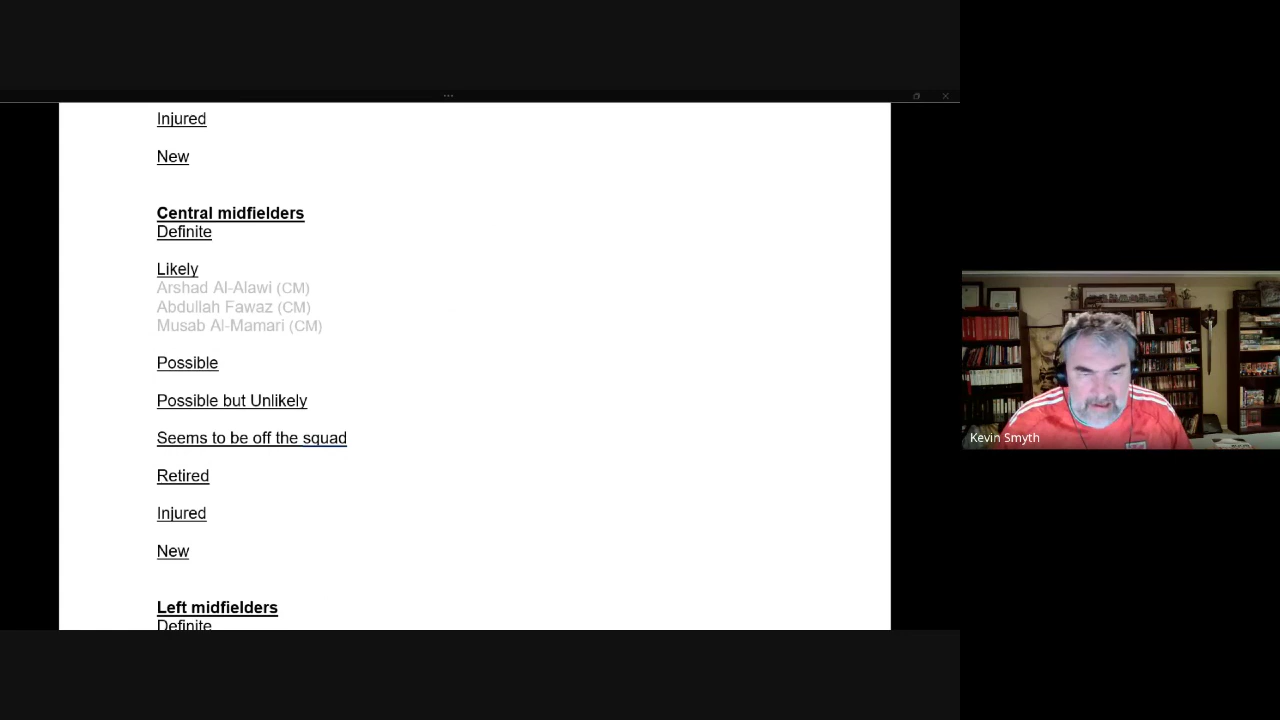 Injured
New
Central midfielders
Definite
Likely
Arshad Al-Alawi (CM)
Abdullah Fawaz (CM)
Musab Al-Mamari (CM)
Possible
Possible but Unlikely
Seems to be off the squad
Retired
Injured
New
Left midfielders
Definite
Kevin Smyth